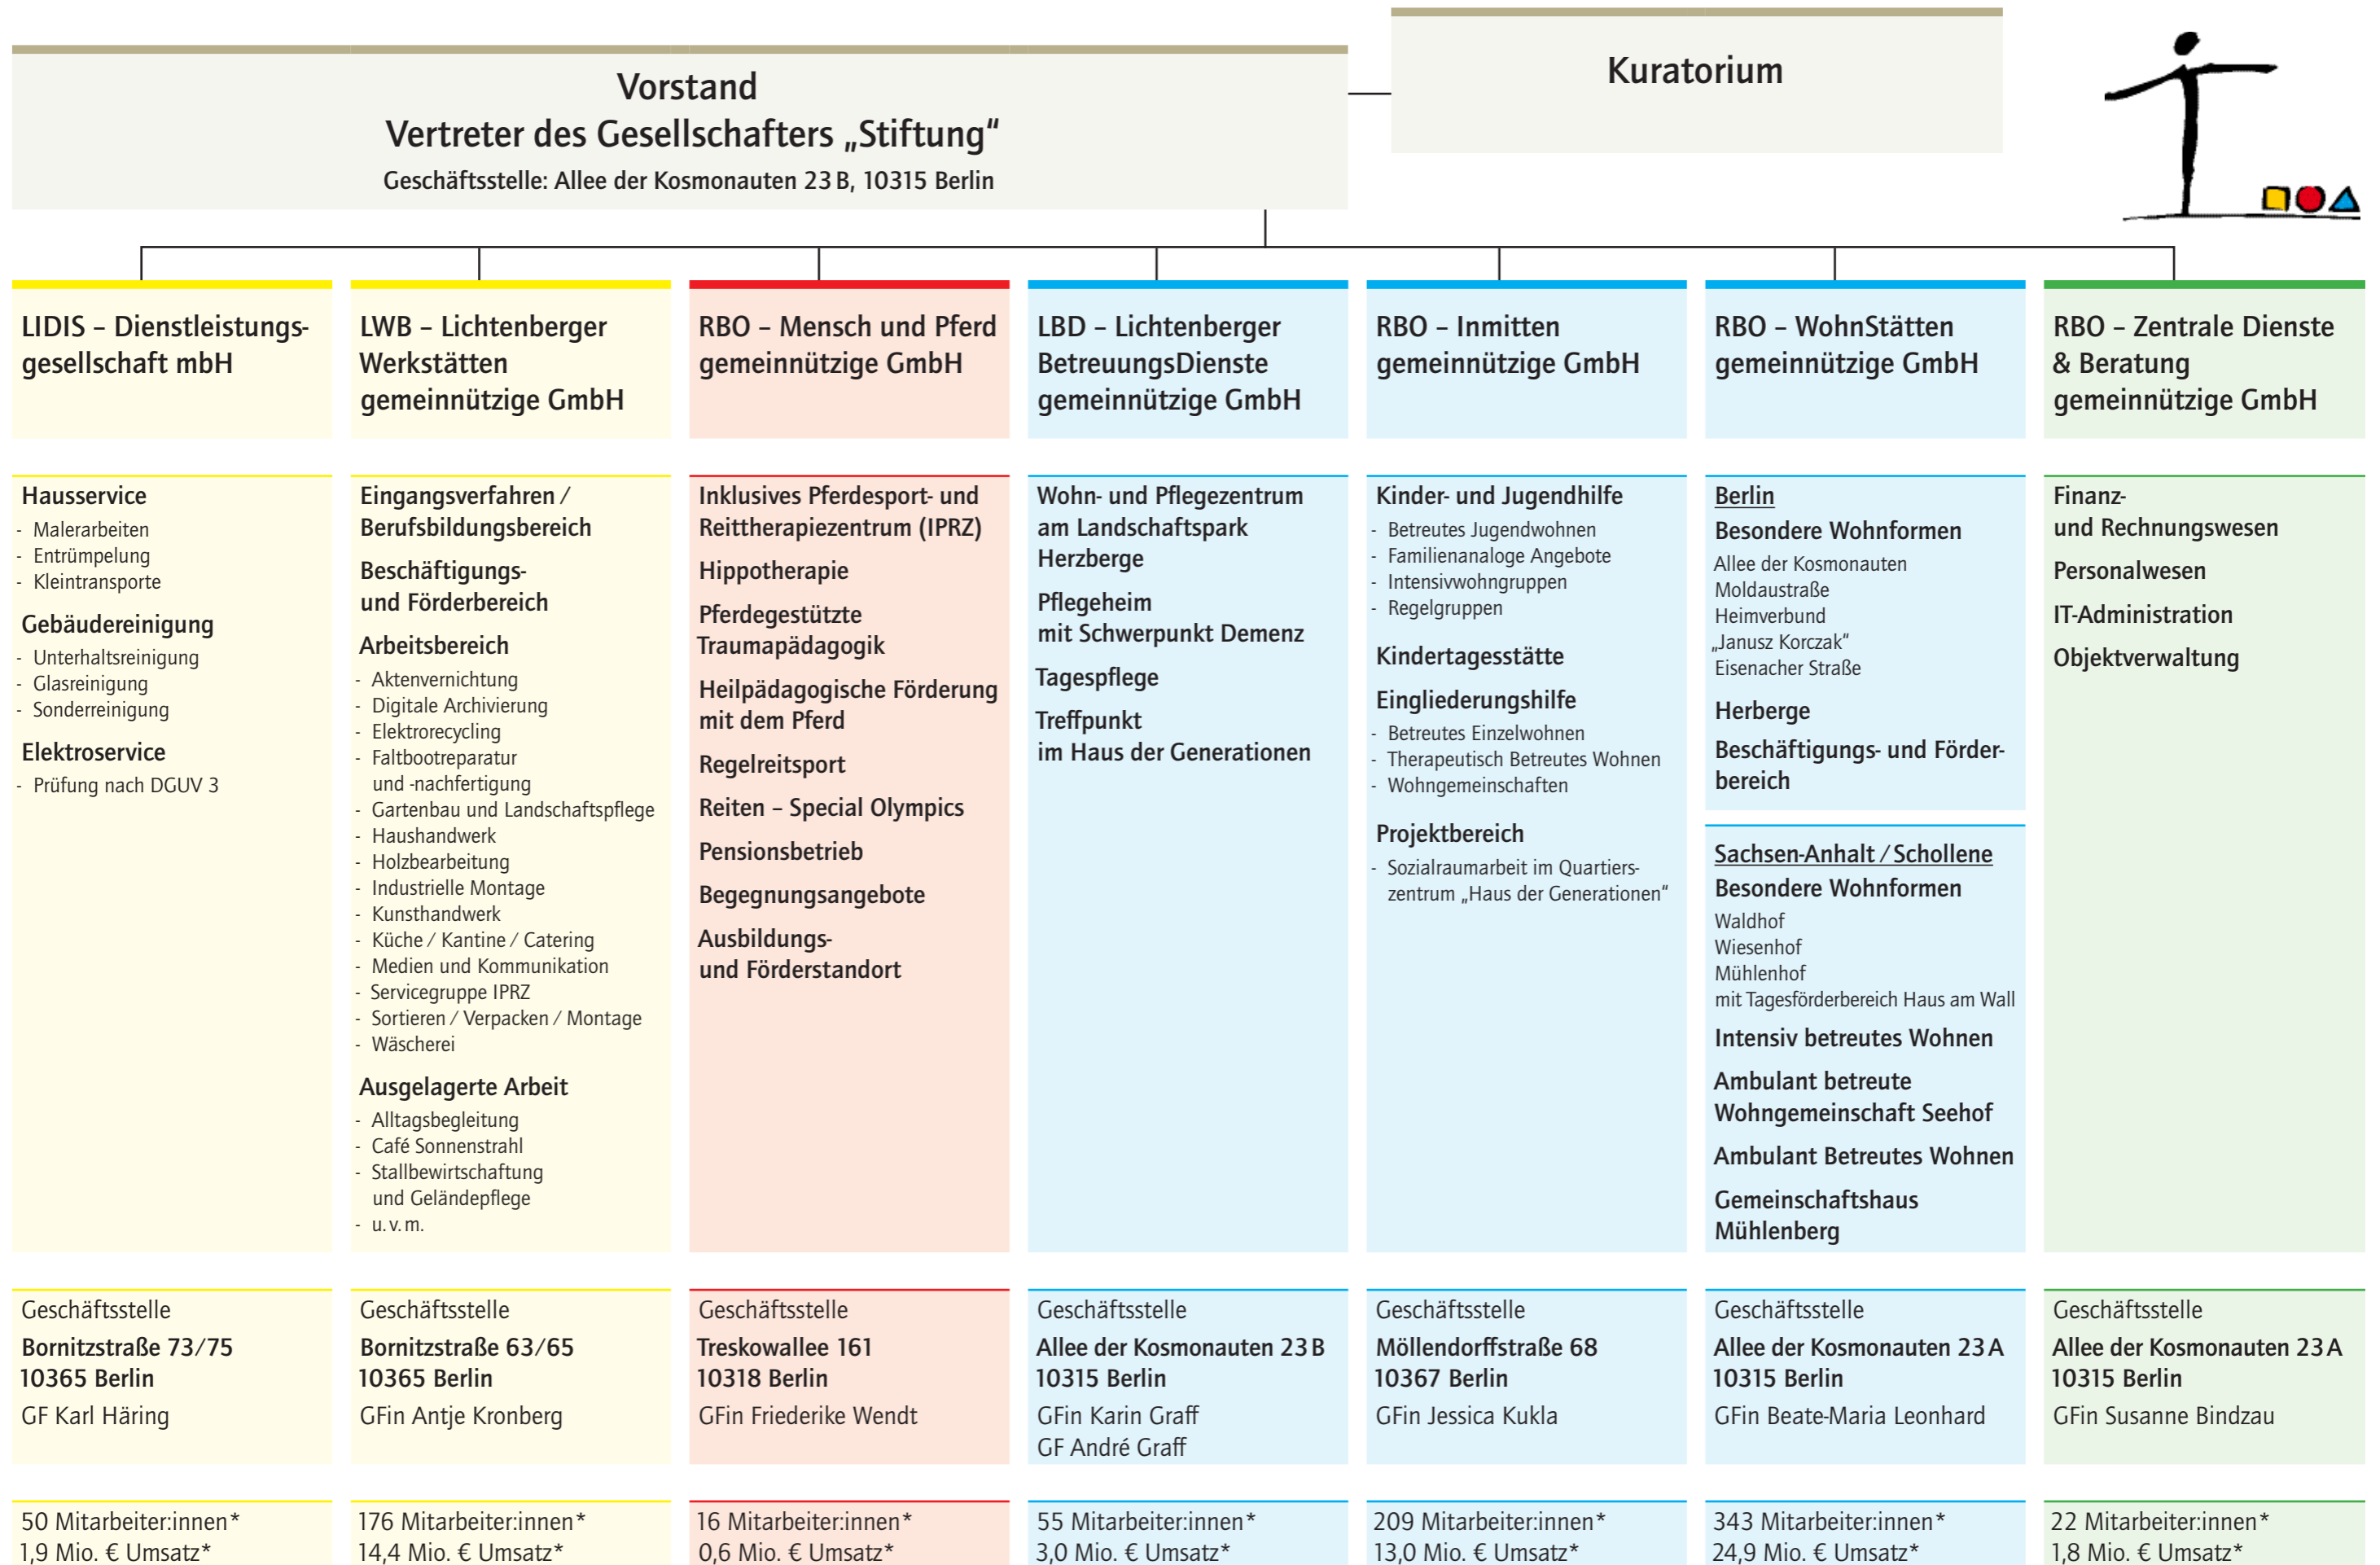 Vorstand
Vertreter des Gesellschafters „Stiftung“
Geschäftsstelle: Allee der Kosmonauten 23 B, 10315 Berlin
Kuratorium
LIDIS – Dienstleistungs-
gesellschaft mbH
Hausservice
- Malerarbeiten
- Entrümpelung
- Kleintransporte
Gebäudereinigung
- Unterhaltsreinigung
- Glasreinigung
- Sonderreinigung
Elektroservice
- Prüfung nach DGUV 3
Geschäftsstelle
Bornitzstraße 73/75
10365 Berlin
GF Karl Häring
50 Mitarbeiter:innen*
1,9 Mio. € Umsatz*
LWB – Lichtenberger
Werkstätten
gemeinnützige GmbH
Eingangsverfahren /
Berufsbildungsbereich
Beschäftigungs-
und Förderbereich
Arbeitsbereich
- Aktenvernichtung
- Digitale Archivierung
- Elektrorecycling
- Faltbootreparatur
und -nachfertigung
- Gartenbau und Landschaftspflege
- Haushandwerk
- Holzbearbeitung
- Industrielle Montage
- Kunsthandwerk
- Küche / Kantine / Catering
- Medien und Kommunikation
- Servicegruppe IPRZ
- Sortieren / Verpacken / Montage
- Wäscherei
Ausgelagerte Arbeit
- Alltagsbegleitung
- Café Sonnenstrahl
- Stallbewirtschaftung
und Geländepflege
- u. v. m.
Geschäftsstelle
Bornitzstraße 63/65
10365 Berlin
GFin Antje Kronberg
176 Mitarbeiter:innen*
14,4 Mio. € Umsatz*
RBO – Mensch und Pferd
gemeinnützige GmbH
Inklusives Pferdesport- und
Reittherapiezentrum (IPRZ)
Hippotherapie
Pferdegestützte
Traumapädagogik
Heilpädagogische Förderung
mit dem Pferd
Regelreitsport
Reiten – Special Olympics
Pensionsbetrieb
Begegnungsangebote
Ausbildungs-
und Förderstandort
Geschäftsstelle
Treskowallee 161
10318 Berlin
GFin Friederike Wendt
16 Mitarbeiter:innen*
0,6 Mio. € Umsatz*
LBD – Lichtenberger
BetreuungsDienste
gemeinnützige GmbH
Wohn- und Pflegezentrum
am Landschaftspark
Herzberge
Pflegeheim
mit Schwerpunkt Demenz
Tagespflege
Treffpunkt
im Haus der Generationen
Geschäftsstelle
Allee der Kosmonauten 23 B
10315 Berlin
GFin Karin Graff
GF André Graff
55 Mitarbeiter:innen*
3,0 Mio. € Umsatz*
RBO – Inmitten
gemeinnützige GmbH
Kinder- und Jugendhilfe
- Betreutes Jugendwohnen
- Familienanaloge Angebote
- Intensivwohngruppen
- Regelgruppen
Kindertagesstätte
Eingliederungshilfe
- Betreutes Einzelwohnen
- Therapeutisch Betreutes Wohnen
- Wohngemeinschaften
Projektbereich
- Sozialraumarbeit im Quartiers-
zentrum „Haus der Generationen“
Geschäftsstelle
Möllendorffstraße 68
10367 Berlin
GFin Jessica Kukla
209 Mitarbeiter:innen*
13,0 Mio. € Umsatz*
RBO – WohnStätten
gemeinnützige GmbH
Berlin
Besondere Wohnformen
Allee der Kosmonauten
Moldaustraße
Heimverbund
„Janusz Korczak“
Eisenacher Straße
Herberge
Beschäftigungs- und Förder-
bereich
Sachsen-Anhalt / Schollene
Besondere Wohnformen
Waldhof
Wiesenhof
Mühlenhof
mit Tagesförderbereich Haus am Wall
Intensiv betreutes Wohnen
Ambulant betreute
Wohngemeinschaft Seehof
Ambulant Betreutes Wohnen
Gemeinschaftshaus
Mühlenberg
Geschäftsstelle
Allee der Kosmonauten 23 A
10315 Berlin
GFin Beate-Maria Leonhard
343 Mitarbeiter:innen*
24,9 Mio. € Umsatz*
RBO – Zentrale Dienste
& Beratung
gemeinnützige GmbH
Finanz-
und Rechnungswesen
Personalwesen
IT-Administration
Objektverwaltung
Geschäftsstelle
Allee der Kosmonauten 23 A
10315 Berlin
GFin Susanne Bindzau
22 Mitarbeiter:innen*
1,8 Mio. € Umsatz*